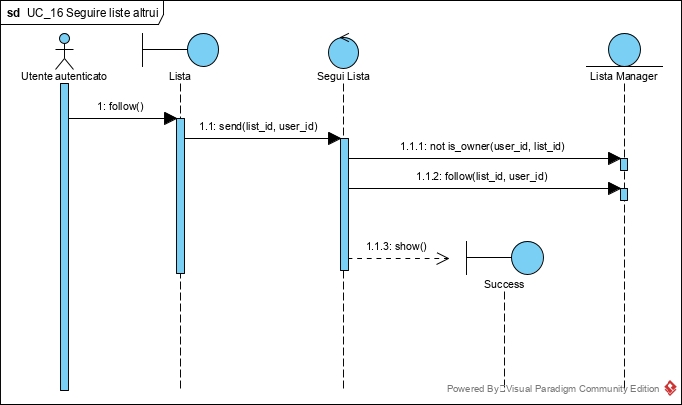 sd UC_16 Seguire liste altrui
Utente autenticato
Lista
Segui Lista
Lista Manager
1: follow()
1.1: send(list_id, user_id)
1.1.1: not is_owner(user_id, list_id)
1.1.2: follow(list_id, user_id)
1.1.3: show()
Success
Powered By Visual Paradigm Community Edition